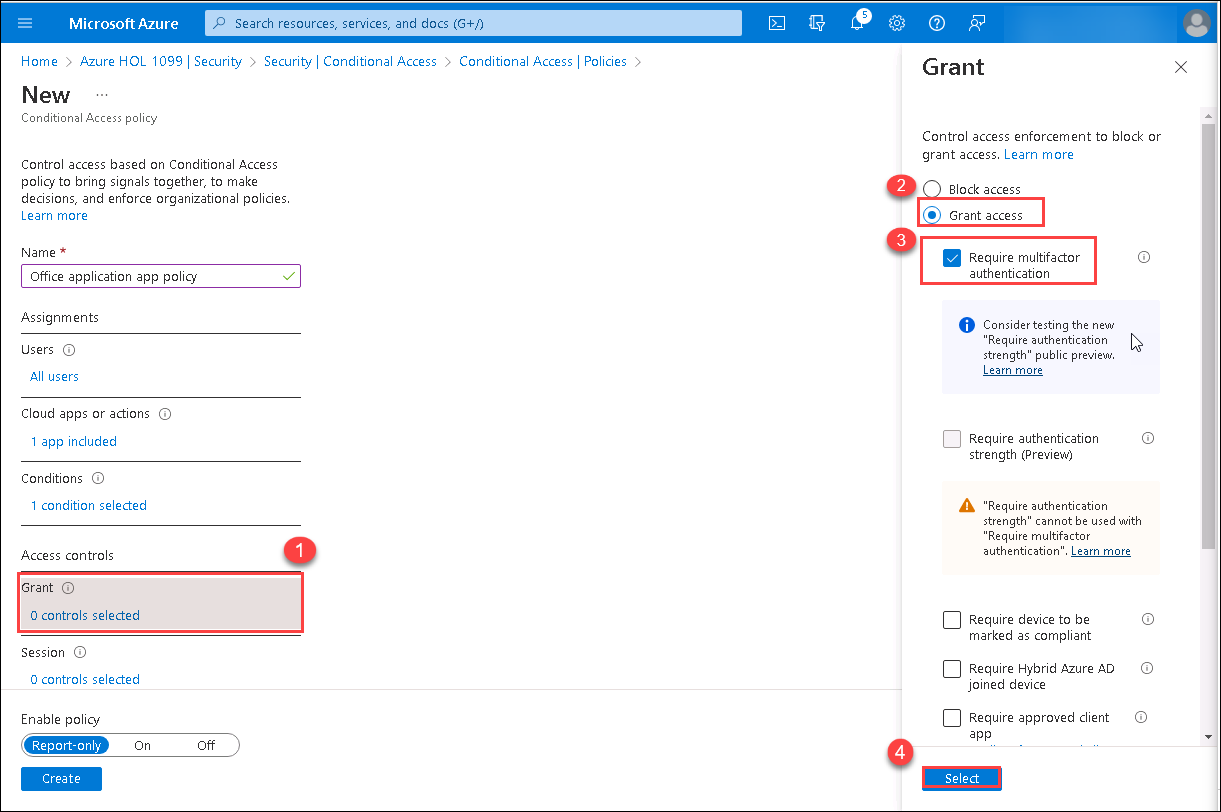 Microsoft Azure
Search resources, services, and docs (G+/)
5
Home > Azure HOL 1099 | Security > Security | Conditional Access > Conditional Access | Policies >
New ...
Conditional Access policy
Control access based on Conditional Access
policy to bring signals together, to make
decisions, and enforce organizational policies.
Learn more
Name *
Office application app policy
Assignments
Users
All users
Cloud apps or actions
1 app included
Conditions
1 condition selected
Access controls
1
Grant
0 controls selected
Session
0 controls selected
Enable policy
Report-only On Off
Create
Grant
Control access enforcement to block or
grant access. Learn more
2
Block access
Grant access
3
Require multifactor
authentication
Consider testing the new
"Require authentication
strength" public preview.
Learn more
Require authentication
strength (Preview)
"Require authentication
strength" cannot be used with
"Require multifactor
authentication". Learn more
Require device to be
marked as compliant
Require Hybrid Azure AD
joined device
Require approved client
app
4
Select